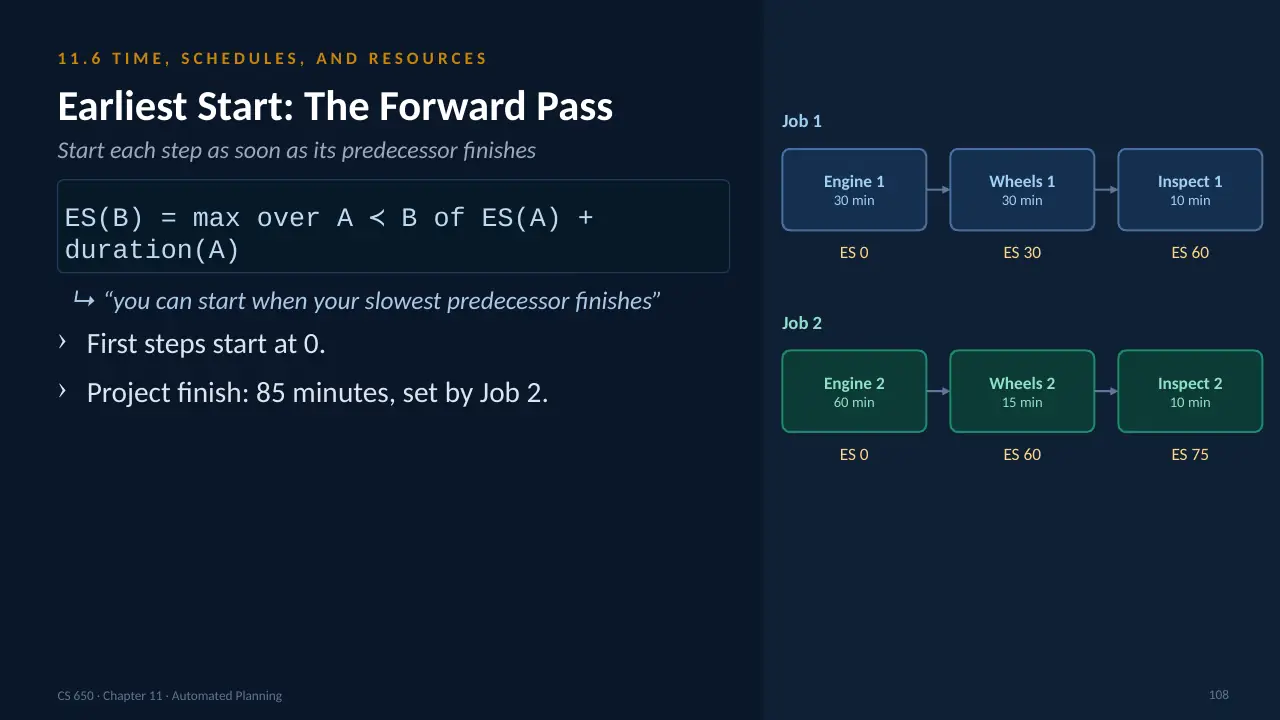 11.6 TIME, SCHEDULES, AND RESOURCES
Earliest Start: The Forward Pass
Start each step as soon as its predecessor finishes
ES(B) = max over A ≺ B of ES(A) +
duration(A)
↪ “you can start when your slowest predecessor finishes”
› First steps start at 0.
› Project finish: 85 minutes, set by Job 2.
Job 1
Engine 1
30 min
Wheels 1
30 min
Inspect 1
10 min
ES 0
ES 30
ES 60
Job 2
Engine 2
60 min
Wheels 2
15 min
Inspect 2
10 min
ES 0
ES 60
ES 75
CS 650 · Chapter 11 · Automated Planning
108